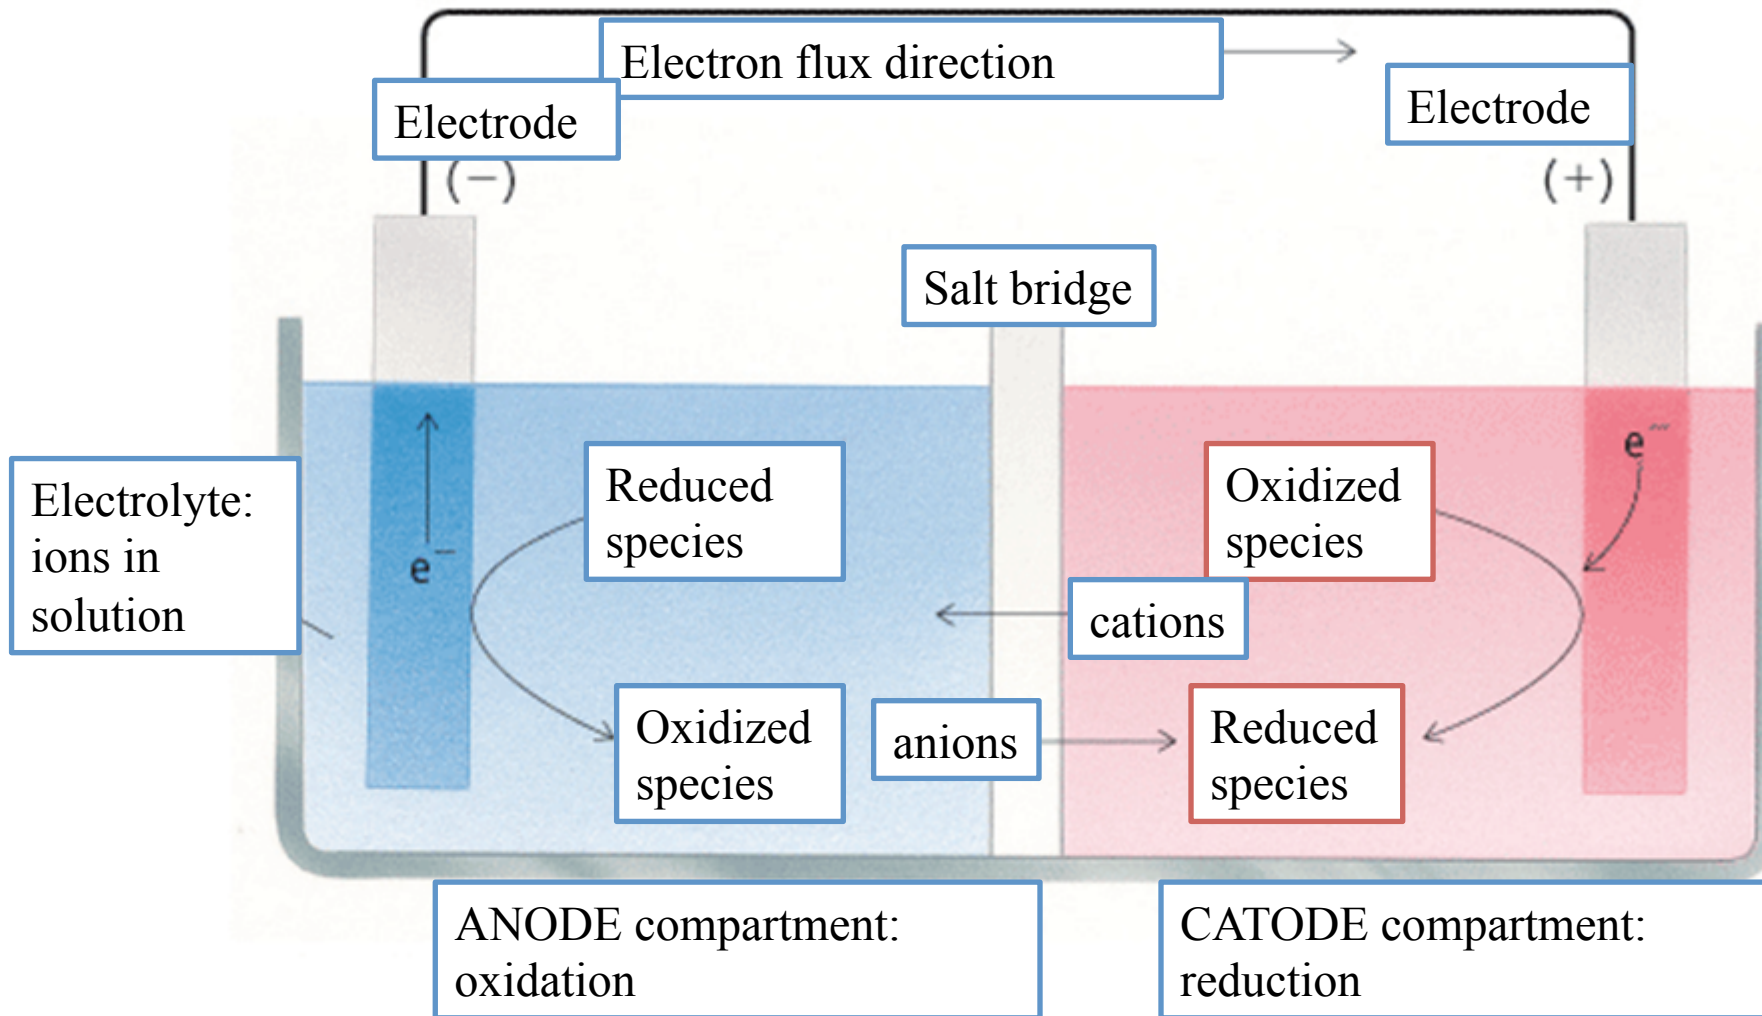 Electron flux direction
Electrode
Electrode
(−)
(+)
Salt bridge
Electrolyte:
ions in
solution
e⁻
Reduced
species
Oxidized
species
e⁻
cations
Oxidized
species
anions
Reduced
species
ANODE compartment:
oxidation
CATODE compartment:
reduction